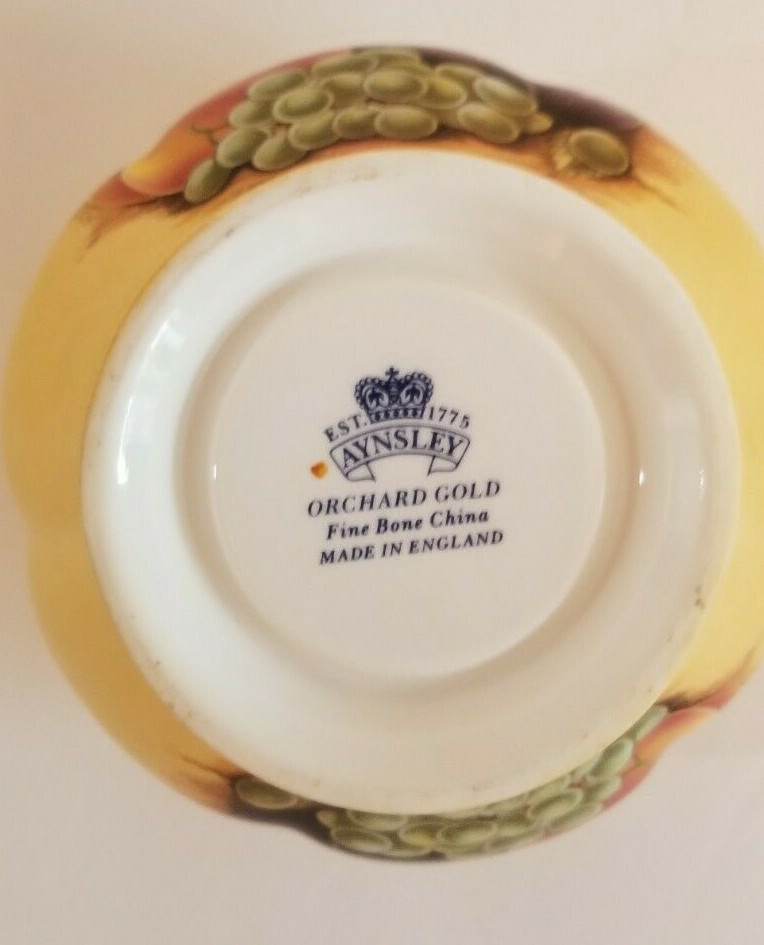 EST. 1775
AYNSLEY
ORCHARD GOLD
Fine Bone China
MADE IN ENGLAND